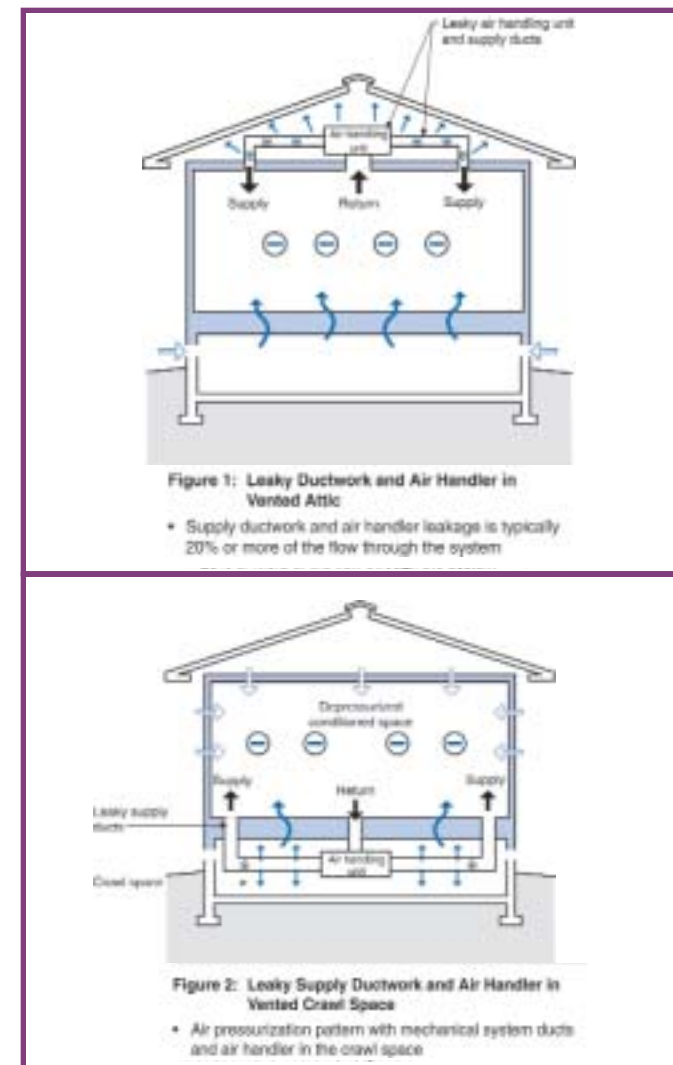 Leaky air handling unit
and supply ducts
Air handling
unit
Supply
Return
Supply
Figure 1: Leaky Ductwork and Air Handler in
Vented Attic
• Supply ductwork and air handler leakage is typically
20% or more of the flow through the system
Depressurized
conditioned space
Supply
Return
Supply
Leaky supply
ducts
Air handling
unit
Crawl space
Figure 2: Leaky Supply Ductwork and Air Handler in
Vented Crawl Space
• Air pressurization pattern with mechanical system ducts
and air handler in the crawl space